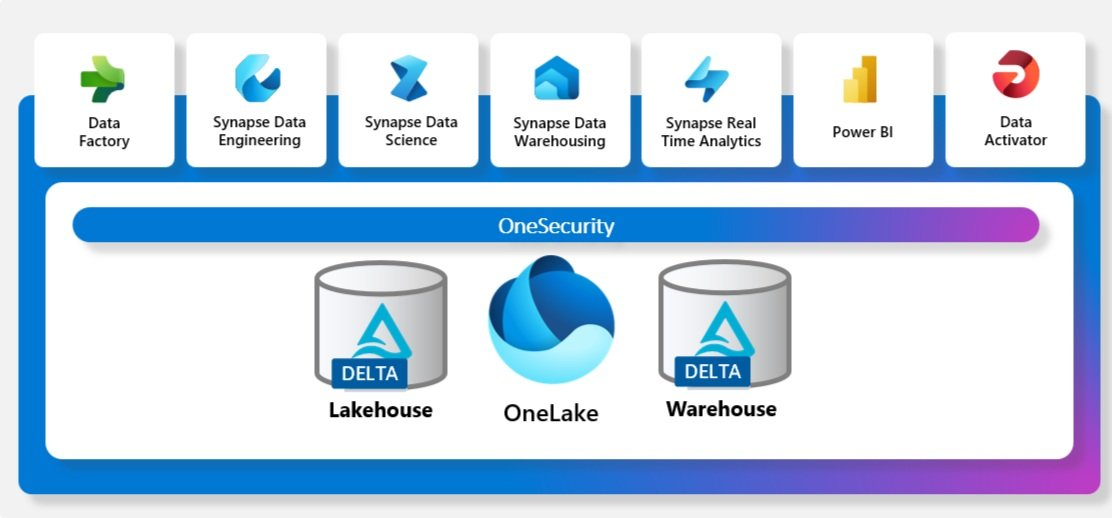 Data
Factory
Synapse Data
Engineering
Synapse Data
Science
Synapse Data
Warehousing
Synapse Real
Time Analytics
Power BI
Data
Activator
OneSecurity
DELTA
Lakehouse
OneLake
DELTA
Warehouse